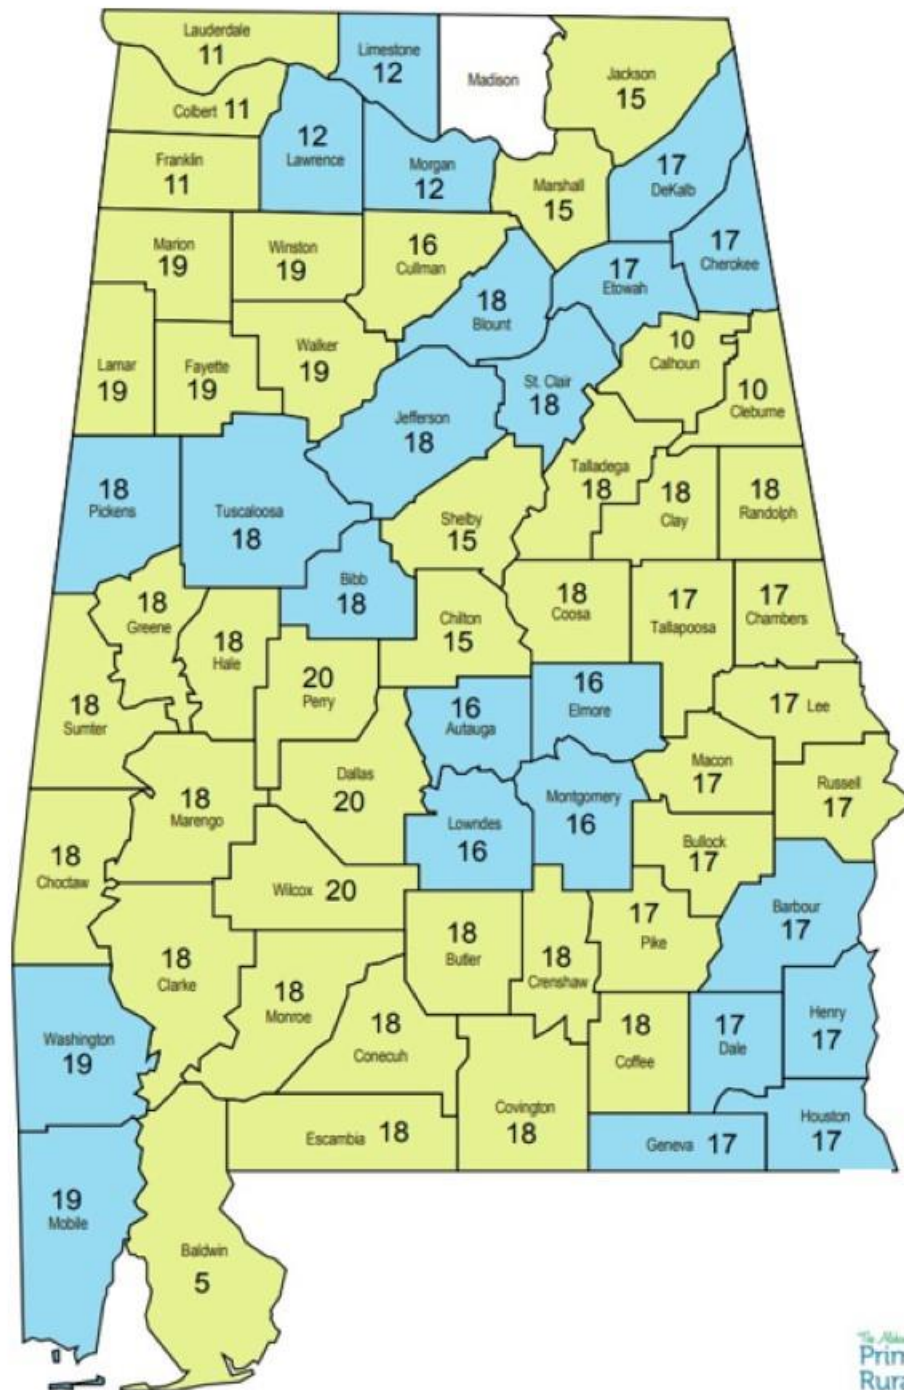 Lauderdale
11
Limestone
12
Madison
Jackson
15
Colbert 11
12
Lawrence
17
DeKalb
Franklin
11
Morgan
12
Marshall
15
17
Cherokee
Marion
19
Winston
19
16
Cullman
17
Etowah
18
Blount
10
Calhoun
Lamar
19
Fayette
19
Walker
19
St. Clair
18
10
Cleburne
Jefferson
18
Talladega
18
18
Pickens
Tuscaloosa
18
18
Clay
18
Randolph
Shelby
15
Bibb
18
18
Greene
18
Hale
Chilton
15
18
Coosa
17
Tallapoosa
17
Chambers
20
Perry
16
Autauga
16
Elmore
17 Lee
18
Sumter
Dallas
20
Macon
17
Russell
17
18
Marengo
Lowndes
16
Montgomery
16
Bullock
17
18
Choctaw
Wilcox 20
Barbour
17
18
Butler
18
Crenshaw
17
Pike
18
Clarke
18
Monroe
18
Conecuh
Washington
19
18
Coffee
17
Dale
Henry
17
Covington
18
Escambia 18
Geneva 17
Houston
17
19
Mobile
Baldwin
5
The
Prim
Rura